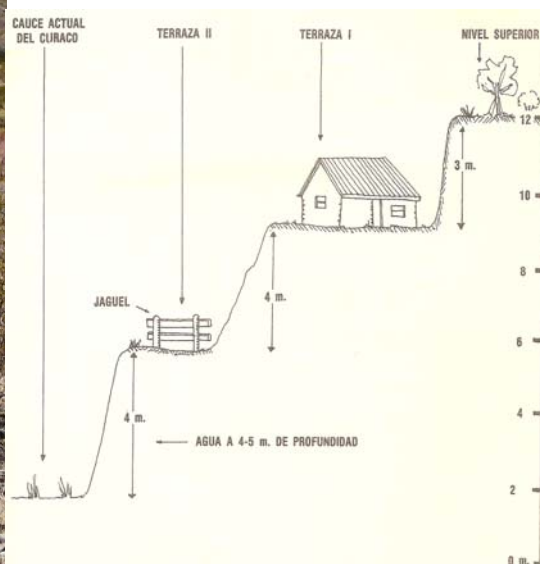 CAUCE ACTUAL
DEL CURACO
TERRAZA II
TERRAZA I
NIVEL SUPERIOR
12
3 m.
10
8
JAGUEL
4 m.
6
4 m.
AGUA A 4-5 m. DE PROFUNDIDAD
4
2
0 m.